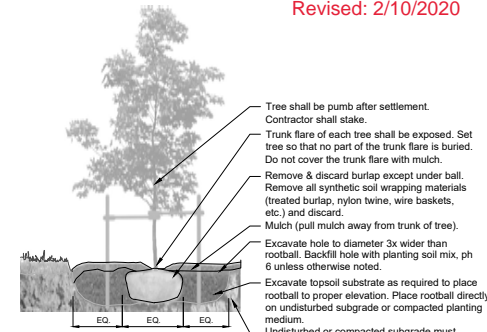 Revised: 2/10/2020
Tree shall be pumb after settlement.
Contractor shall stake.
Trunk flare of each tree shall be exposed. Set
tree so that no part of the trunk flare is buried.
Do not cover the trunk flare with mulch.
Remove & discard burlap except under ball.
Remove all synthetic soil wrapping materials
(treated burlap, nylon twine, wire baskets,
etc.) and discard.
Mulch (pull mulch away from trunk of tree).
Excavate hole to diameter 3x wider than
rootball. Backfill hole with planting soil mix, ph
6 unless otherwise noted.
Excavate topsoil substrate as required to place
rootball to proper elevation. Place rootball directly
on undisturbed subgrade or compacted planting
medium.
Undisturbed or compacted subgrade must
EQ. EQ. EQ.